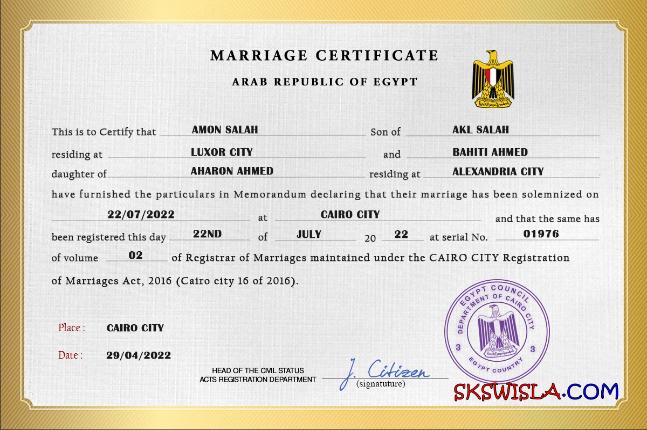 MARRIAGE CERTIFICATE
ARAB REPUBLIC OF EGYPT
This is to Certify that AMON SALAH Son of AKL SALAH
residing at LUXOR CITY and BAHITI AHMED
daughter of AHARON AHMED residing at ALEXANDRIA CITY
have furnished the particulars in Memorandum declaring that their marriage has been solemnized on
22/07/2022 at CAIRO CITY and that the same has
been registered this day 22ND of JULY 20 22 at serial No. 01976
of volume 02 of Registrar of Marriages maintained under the CAIRO CITY Registration
of Marriages Act, 2016 (Cairo city 16 of 2016).
Place : CAIRO CITY
Date : 29/04/2022
HEAD OF THE CIVIL STATUS
ACTS REGISTRATION DEPARTMENT
J. Citizen
(signatuture)
EGYPT COUNCIL
DEPARTMENT OF CAIRO CITY
3 3
EGYPT COUNTRY
SKSWISLA.COM